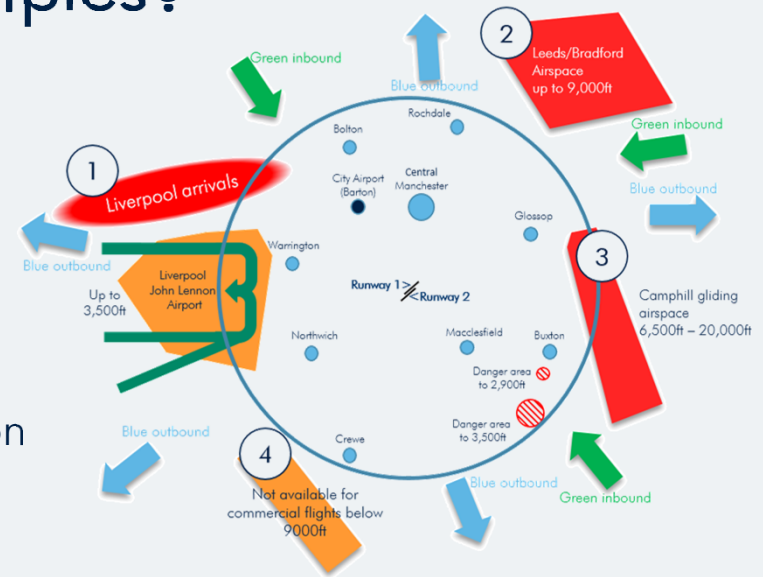 2
Leeds/Bradford
Airspace
up to 9,000ft
Green inbound
Blue outbound
Rochdale
Bolton
Green inbound
1
Liverpool arrivals
City Airport
(Barton)
Central
Manchester
Blue outbound
Glossop
Blue outbound
Warrington
3
Liverpool
John Lennon
Airport
Up to
3,500ft
Runway 1>
<Runway 2
Camphill gliding
airspace
6,500ft – 20,000ft
Northwich
Macclesfield
Buxton
Danger area
to 2,900ft
Danger area
to 3,500ft
Blue outbound
Crewe
4
Not available for
commercial flights below
9000ft
Blue outbound
Green inbound